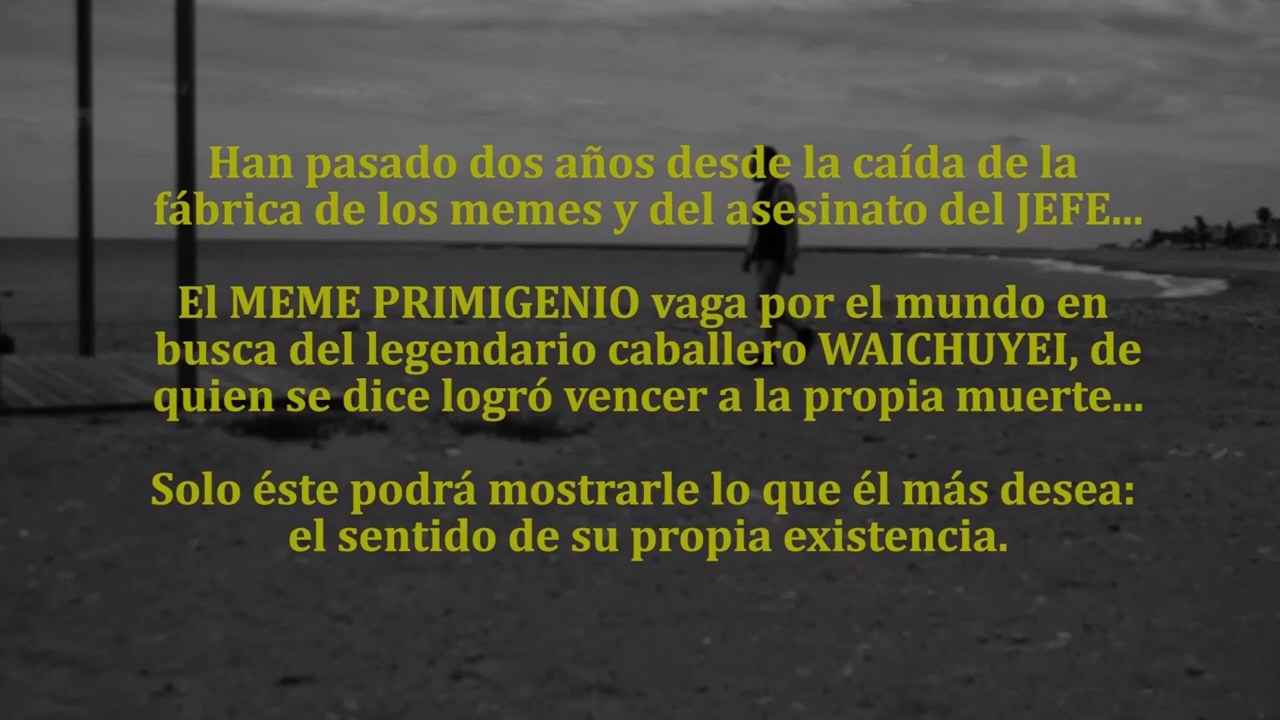 Han pasado dos años desde la caída de la
fábrica de los memes y del asesinato del JEFE...
El MEME PRIMIGENIO vaga por el mundo en
busca del legendario caballero WAICHUYEI, de
quien se dice logró vencer a la propia muerte...
Solo éste podrá mostrarle lo que él más desea:
el sentido de su propia existencia.